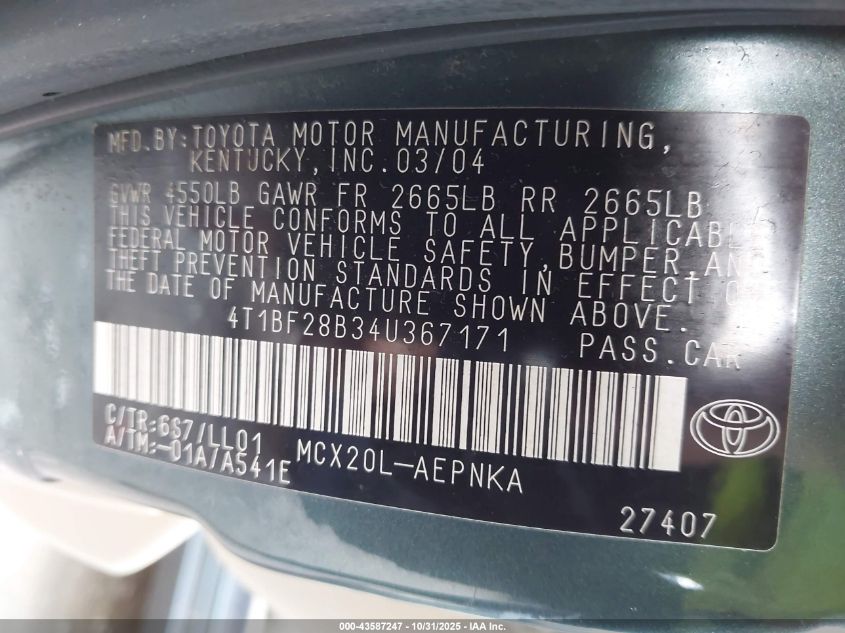 MFD.BY:TOYOTA MOTOR MANUFACTURING,
KENTUCKY,INC.03/04
GVWR 4550LB GAWR FR 2665LB RR 2665LB
THIS VEHICLE CONFORMS TO ALL APPLICABLE
FEDERAL MOTOR VEHICLE SAFETY,BUMPER,AND
THEFT PREVENTION STANDARDS IN EFFECT ON
THE DATE OF MANUFACTURE SHOWN ABOVE.
4T1BF28B34U367171 PASS.CAR
C/TR:6S7/LL01 MCX20L-AEPNKA
A/TM:-01A/A541E
27407
000-43587247 - 10/31/2025 - IAA Inc.